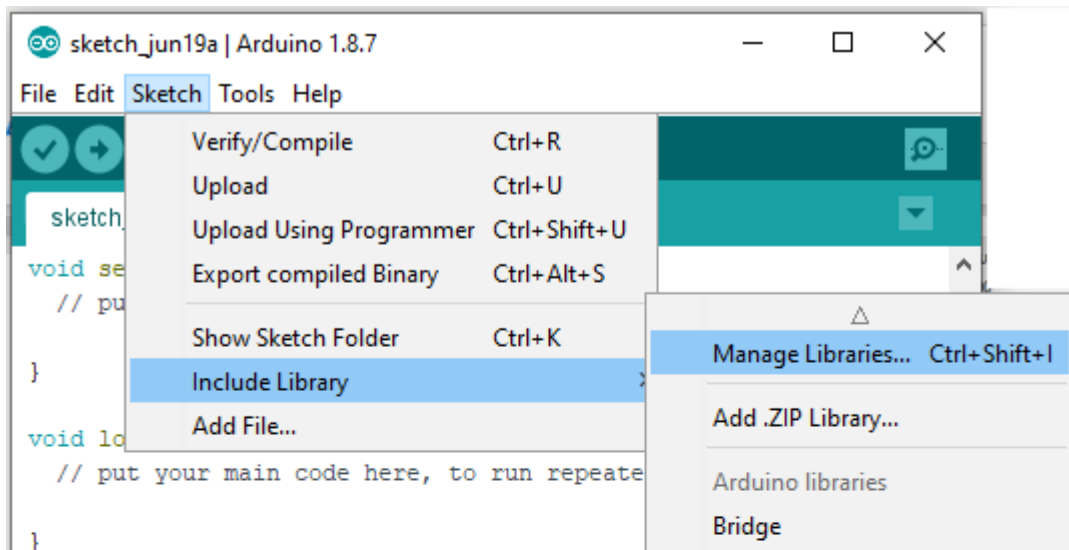 sketch_jun19a | Arduino 1.8.7
File Edit Sketch Tools Help
Verify/Compile Ctrl+R
Upload Ctrl+U
Upload Using Programmer Ctrl+Shift+U
Export compiled Binary Ctrl+Alt+S
Show Sketch Folder Ctrl+K
Include Library
Add File...
Manage Libraries... Ctrl+Shift+I
Add .ZIP Library...
Arduino libraries
Bridge
sketch_
void se
// pu
}
void lo
// put your main code here, to run repeate
}